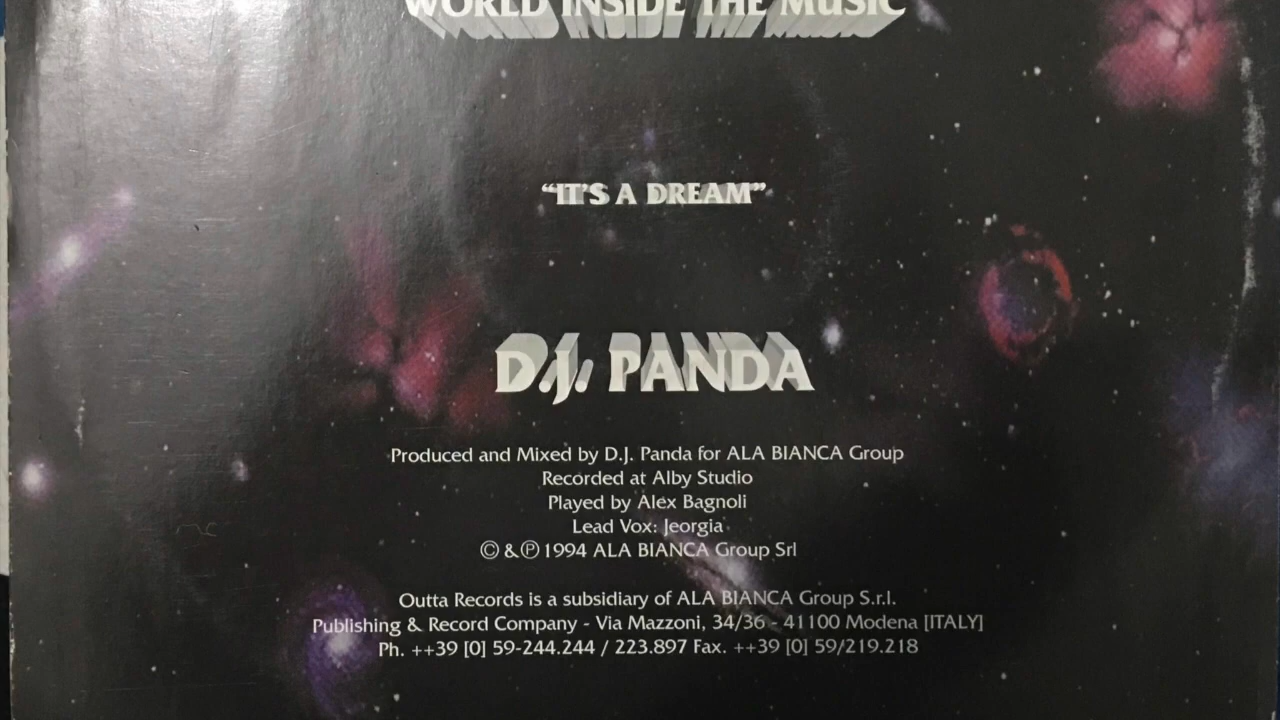 WORLD INSIDE THE MUSIC
“IT'S A DREAM”
D.J. PANDA
Produced and Mixed by D.J. Panda for ALA BIANCA Group
Recorded at Alby Studio
Played by Alex Bagnoli
Lead Vox: Jeorgia
© & ℗ 1994 ALA BIANCA Group Srl
Outta Records is a subsidiary of ALA BIANCA Group S.r.l.
Publishing & Record Company - Via Mazzoni, 34/36 - 41100 Modena [ITALY]
Ph. ++39 [0] 59-244.244 / 223.897 Fax. ++39 [0] 59/219.218